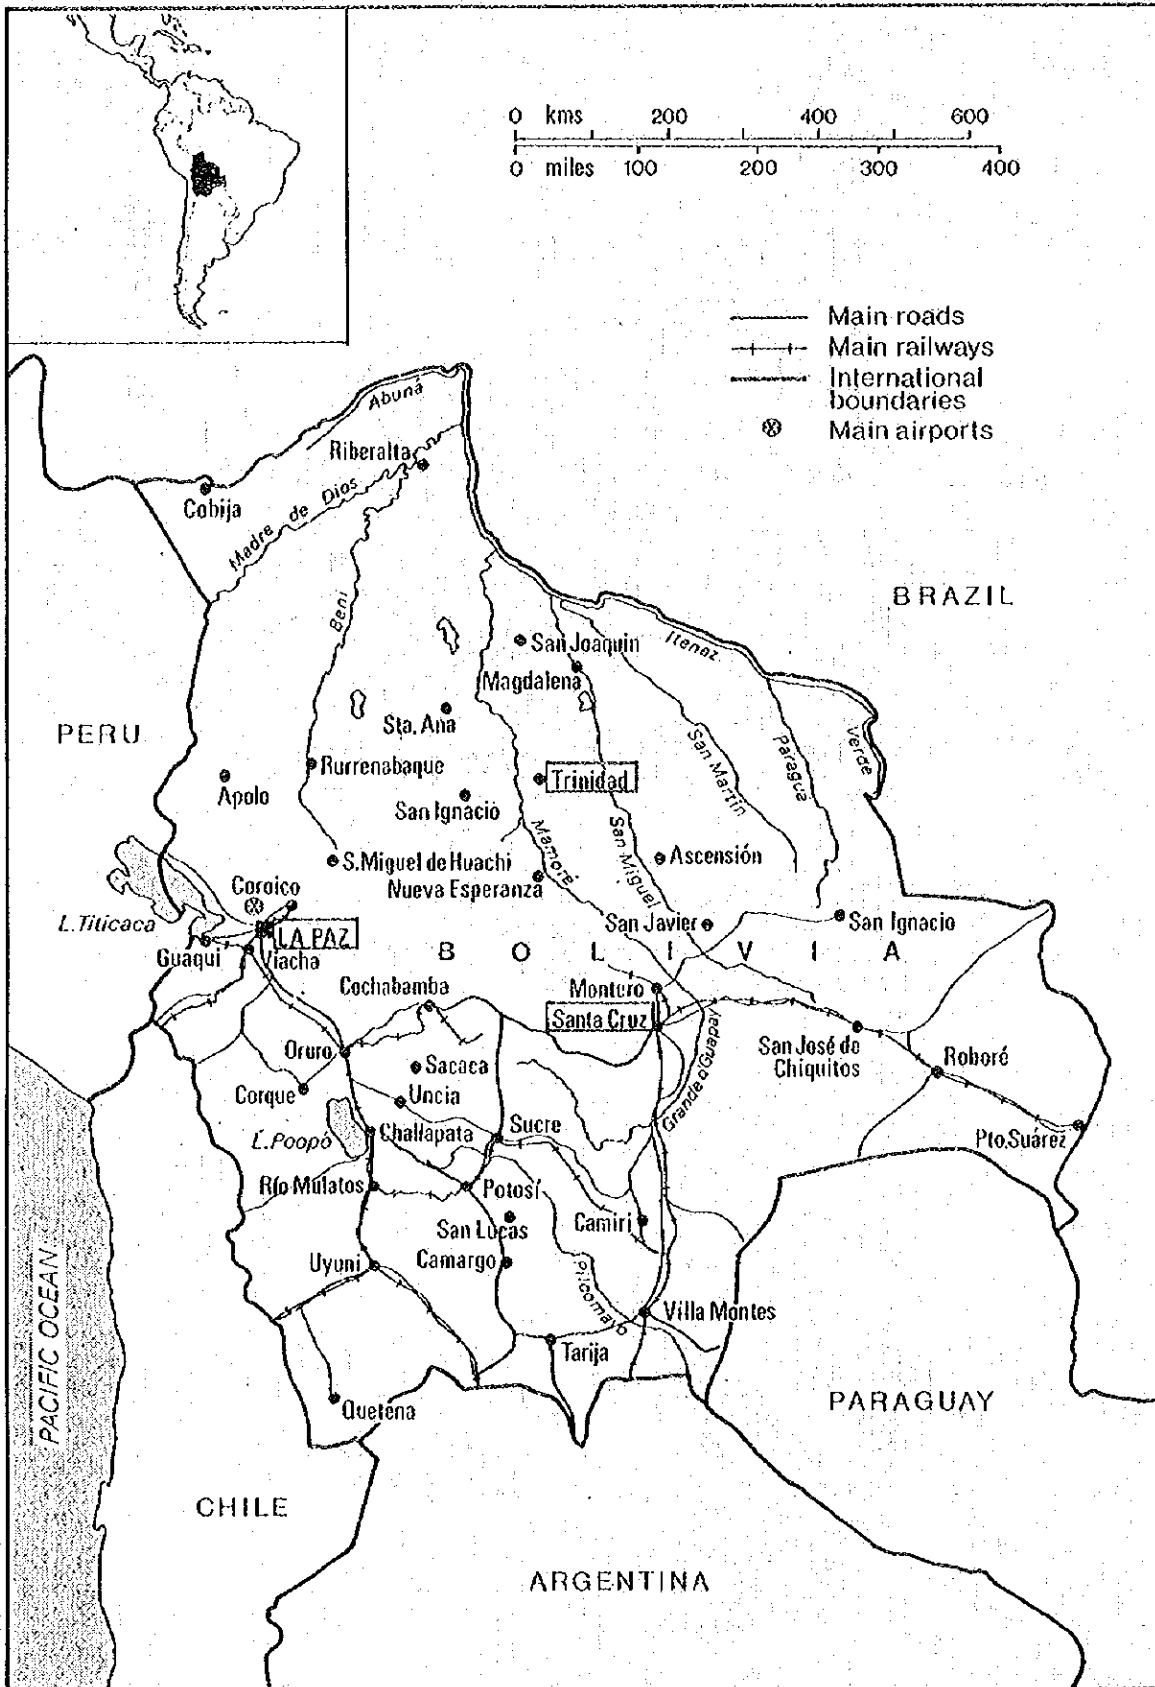 0 kms 200 400 600
0 miles 100 200 300 400
Main roads
Main railways
International
boundaries
Main airports
Abuná
Riberalta
Cobija
Madre de Dios
Beni
BRAZIL
San Joaquin
Itenez
Magdalena
PERU
Sta. Ana
San Martín
Paragua
Verde
Rurrenabaque
Trinidad
Apolo
San Ignacio
Mamoré
San Miguel
S.Miguel de Huachi
Ascensión
Nueva Esperanza
Coroico
L.Titicaca
LA PAZ
San Javier
San Ignacio
Guaqui
Viacha
BOLIVIA
Cochabamba
Montero
Santa Cruz
Oruro
Sacaca
San José de
Chiquitos
Roboré
Corque
Uncia
Grande o'Guapay
L.Poopó
Challapata
Sucre
Pto.Suárez
Río Mulatos
Potosí
San Lucas
Camiri
Uyuni
Camargo
Pilcomayo
Villa Montes
Tarija
PACIFIC OCEAN
Quetena
PARAGUAY
CHILE
ARGENTINA